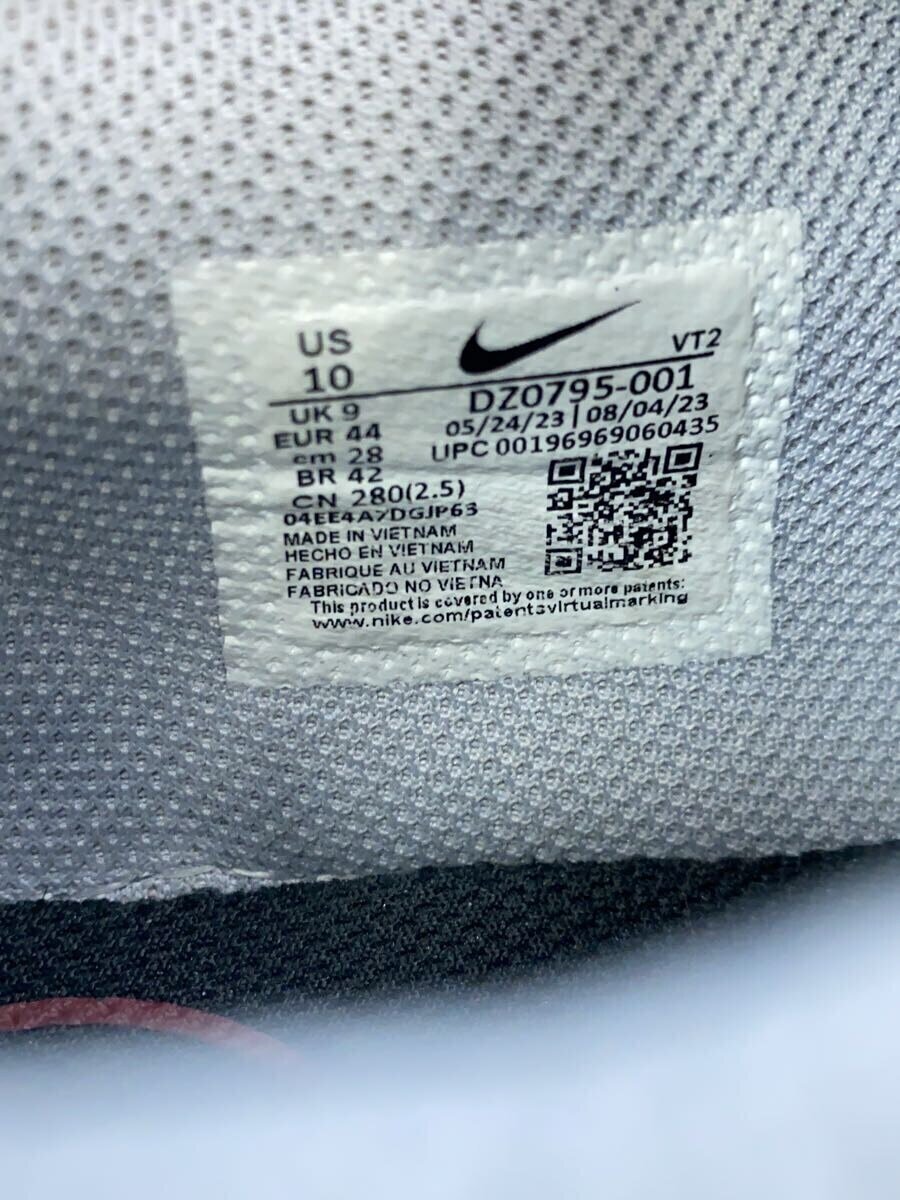 US
10
VT2
DZ0795-001
UK 9
05/24/23 | 08/04/23
EUR 44
UPC 00196969060435
cm 28
BR 42
CN 280(2.5)
04EE4A7DGJP63
MADE IN VIETNAM
HECHO EN VIETNAM
FABRIQUE AU VIETNAM
FABRICADO NO VIETNA
This product is covered by one or more patents:
www.nike.com/patentsvirtualmarking